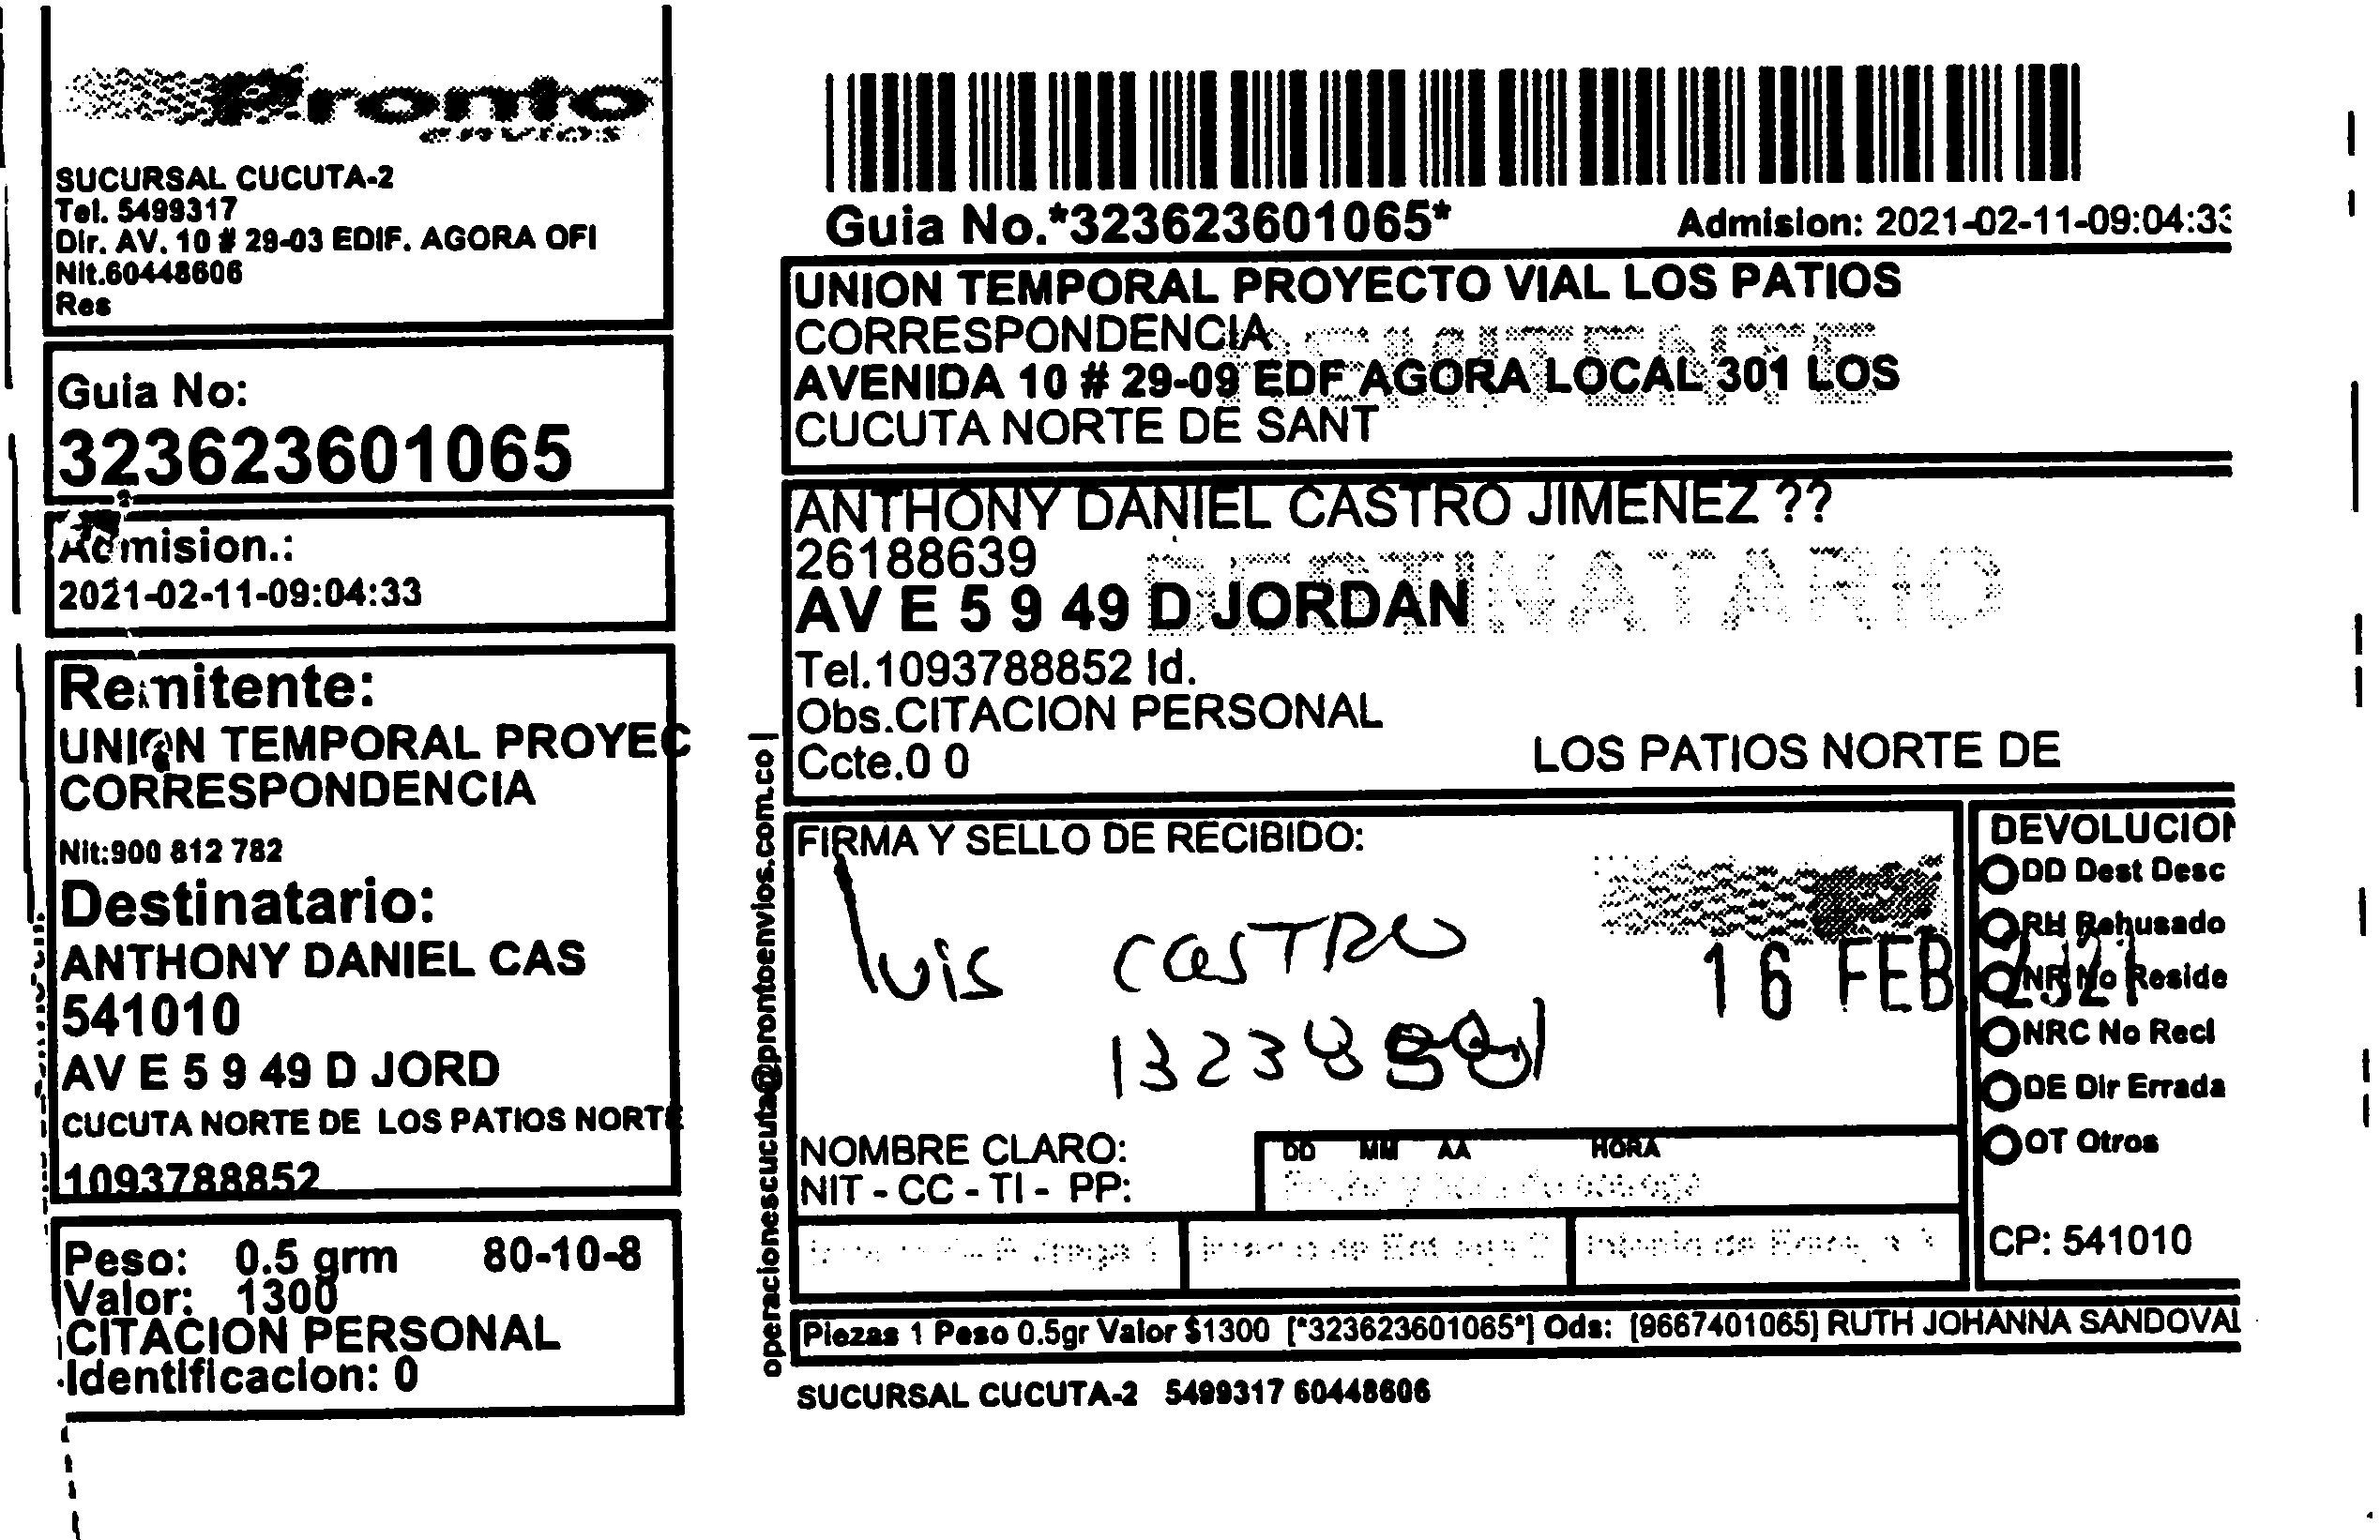 Pronto
envios
SUCURSAL CUCUTA-2
Tel. 5499317
Dir. AV. 10 # 29-03 EDIF. AGORA OFI
Nit.60448606
Res
Guia No:
323623601065
Admision.:
2021-02-11-09:04:33
Remitente:
UNION TEMPORAL PROYEC
CORRESPONDENCIA
Nit:900 812 782
Destinatario:
ANTHONY DANIEL CAS
541010
AV E 5 9 49 D JORD
CUCUTA NORTE DE LOS PATIOS NORTE
1093788852
Peso: 0.5 grm 80-10-8
Valor: 1300
CITACION PERSONAL
Identificacion: 0
operacionescucuta@prontoenvios.com.co |
Guia No.*323623601065*
Admision: 2021-02-11-09:04:33
UNION TEMPORAL PROYECTO VIAL LOS PATIOS
CORRESPONDENCIA
REMITENTE
AVENIDA 10 # 29-09 EDF AGORA LOCAL 301 LOS
CUCUTA NORTE DE SANT
ANTHONY DANIEL CASTRO JIMENEZ ??
26188639
DESTINATARIO
AV E 5 9 49 D JORDAN
Tel.1093788852 Id.
Obs.CITACION PERSONAL
Ccte.0 0
LOS PATIOS NORTE DE
FIRMA Y SELLO DE RECIBIDO:
luis CASTRO
16 FEB 2021
NOMBRE CLARO:
NIT - CC - TI - PP:
DD MM AA HORA
DEVOLUCION
DD Dest Desc
RH Rehusado
NR No Reside
NRC No Recl
DE Dir Errada
OT Otros
CP: 541010
Piezas 1 Peso 0.5gr Valor $1300 [*323623601065*] Ods: [9667401065] RUTH JOHANNA SANDOVAL
SUCURSAL CUCUTA-2 5499317 60448606